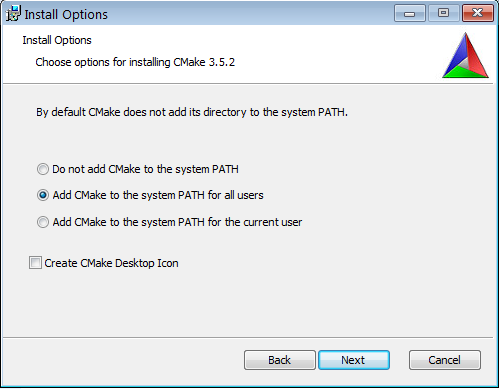 Install Options
Install Options
Choose options for installing CMake 3.5.2
By default CMake does not add its directory to the system PATH.
Do not add CMake to the system PATH
Add CMake to the system PATH for all users
Add CMake to the system PATH for the current user
Create CMake Desktop Icon
Back Next Cancel